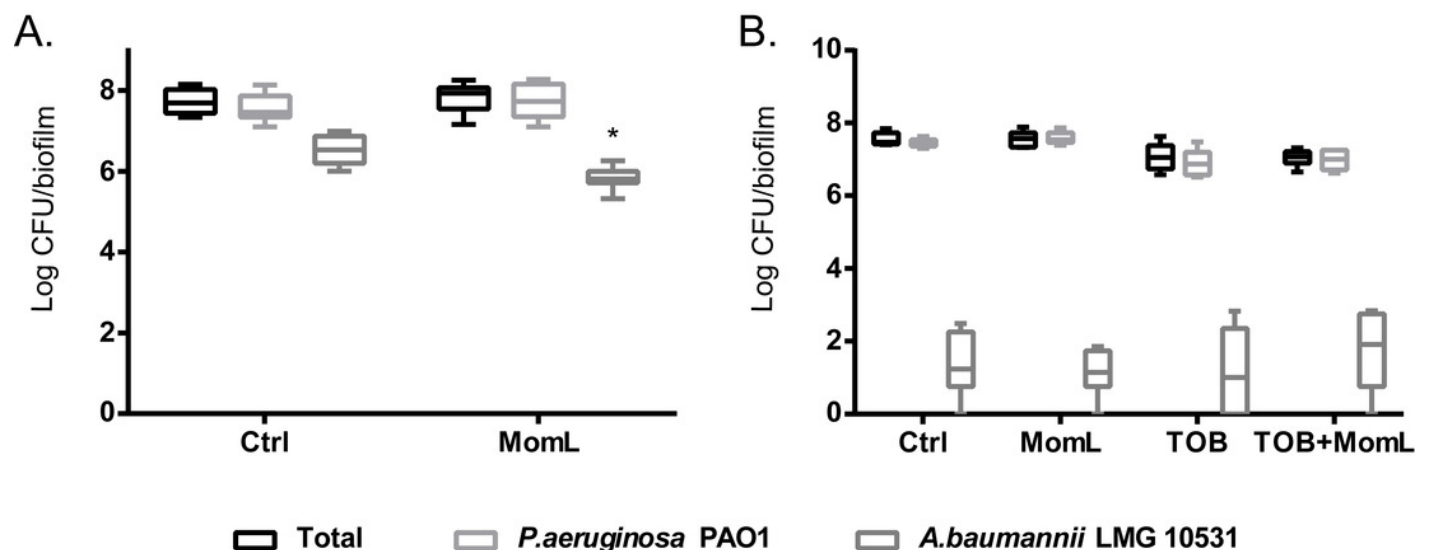 A.
Log CFU/biofilm
8
6
4
2
0
*
Ctrl
MomL
B.
Log CFU/biofilm
10
8
6
4
2
0
Ctrl
MomL
TOB
TOB+MomL
Total
P.aeruginosa PAO1
A.baumannii LMG 10531